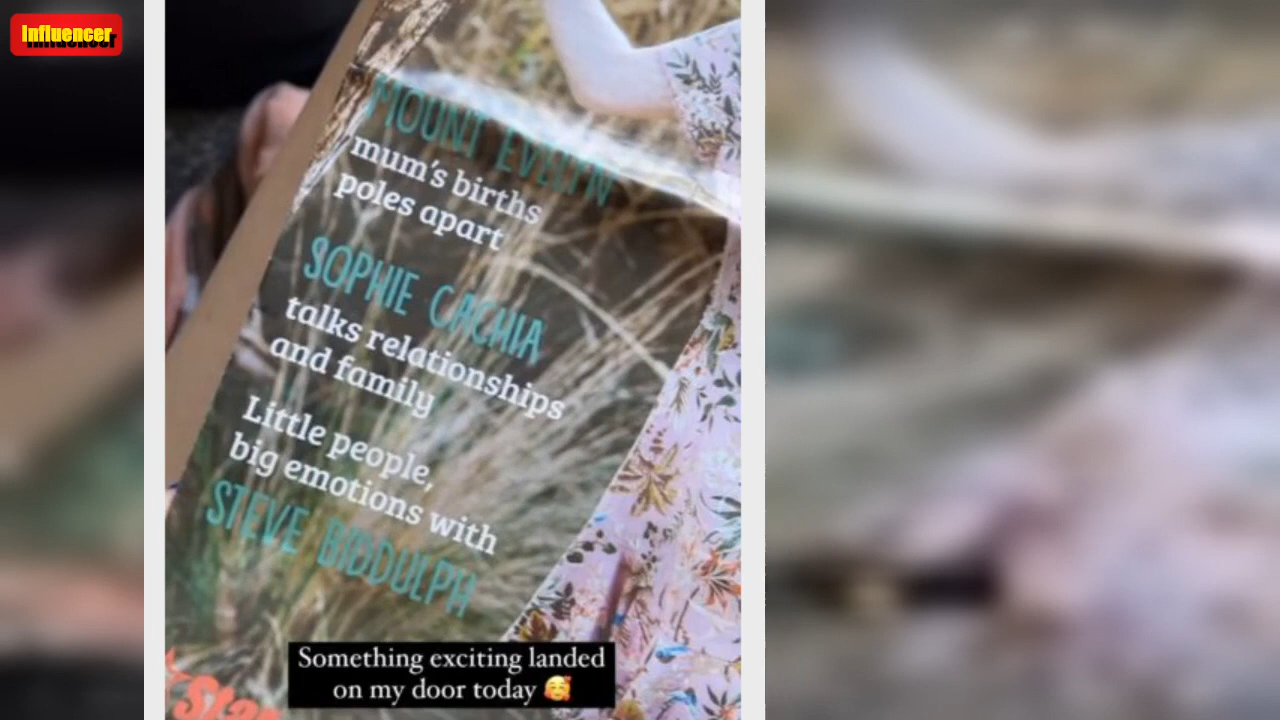 Influencer
MOUNT EVELYN
mum's births
poles apart
SOPHIE CACHIA
talks relationships
and family
Little people,
big emotions with
STEVE BIDDULPH
Something exciting landed
on my door today 🥰